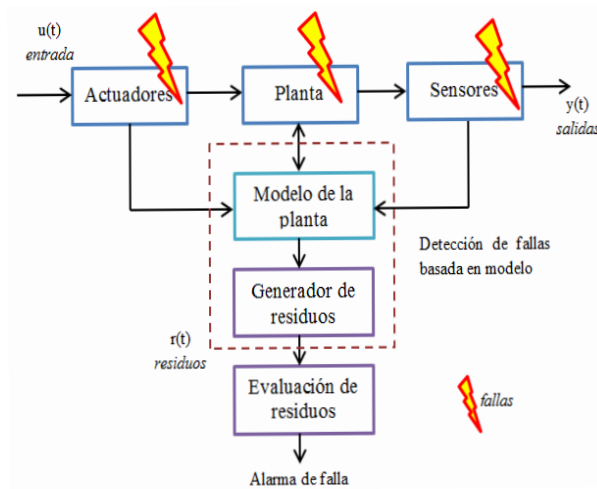 u(t)
entrada
Actuadores
Planta
Sensores
y(t)
salidas
Modelo de la
planta
Detección de fallas
basada en modelo
Generador de
residuos
r(t)
residuos
Evaluación de
residuos
fallas
Alarma de falla